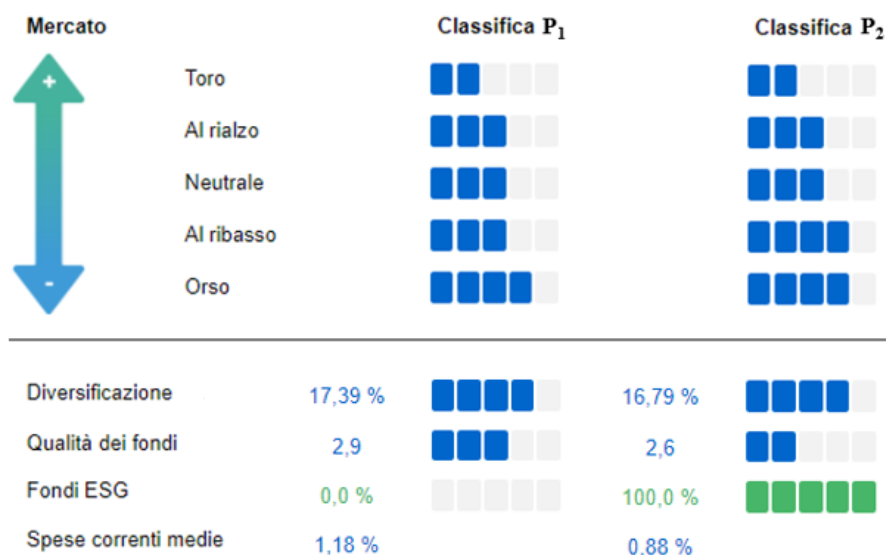 Mercato Classifica P₁ Classifica P₂
+
Toro
Al rialzo
Neutrale
Al ribasso
-
Orso
Diversificazione 17,39 % 16,79 %
Qualità dei fondi 2,9 2,6
Fondi ESG 0,0 % 100,0 %
Spese correnti medie 1,18 % 0.88 %